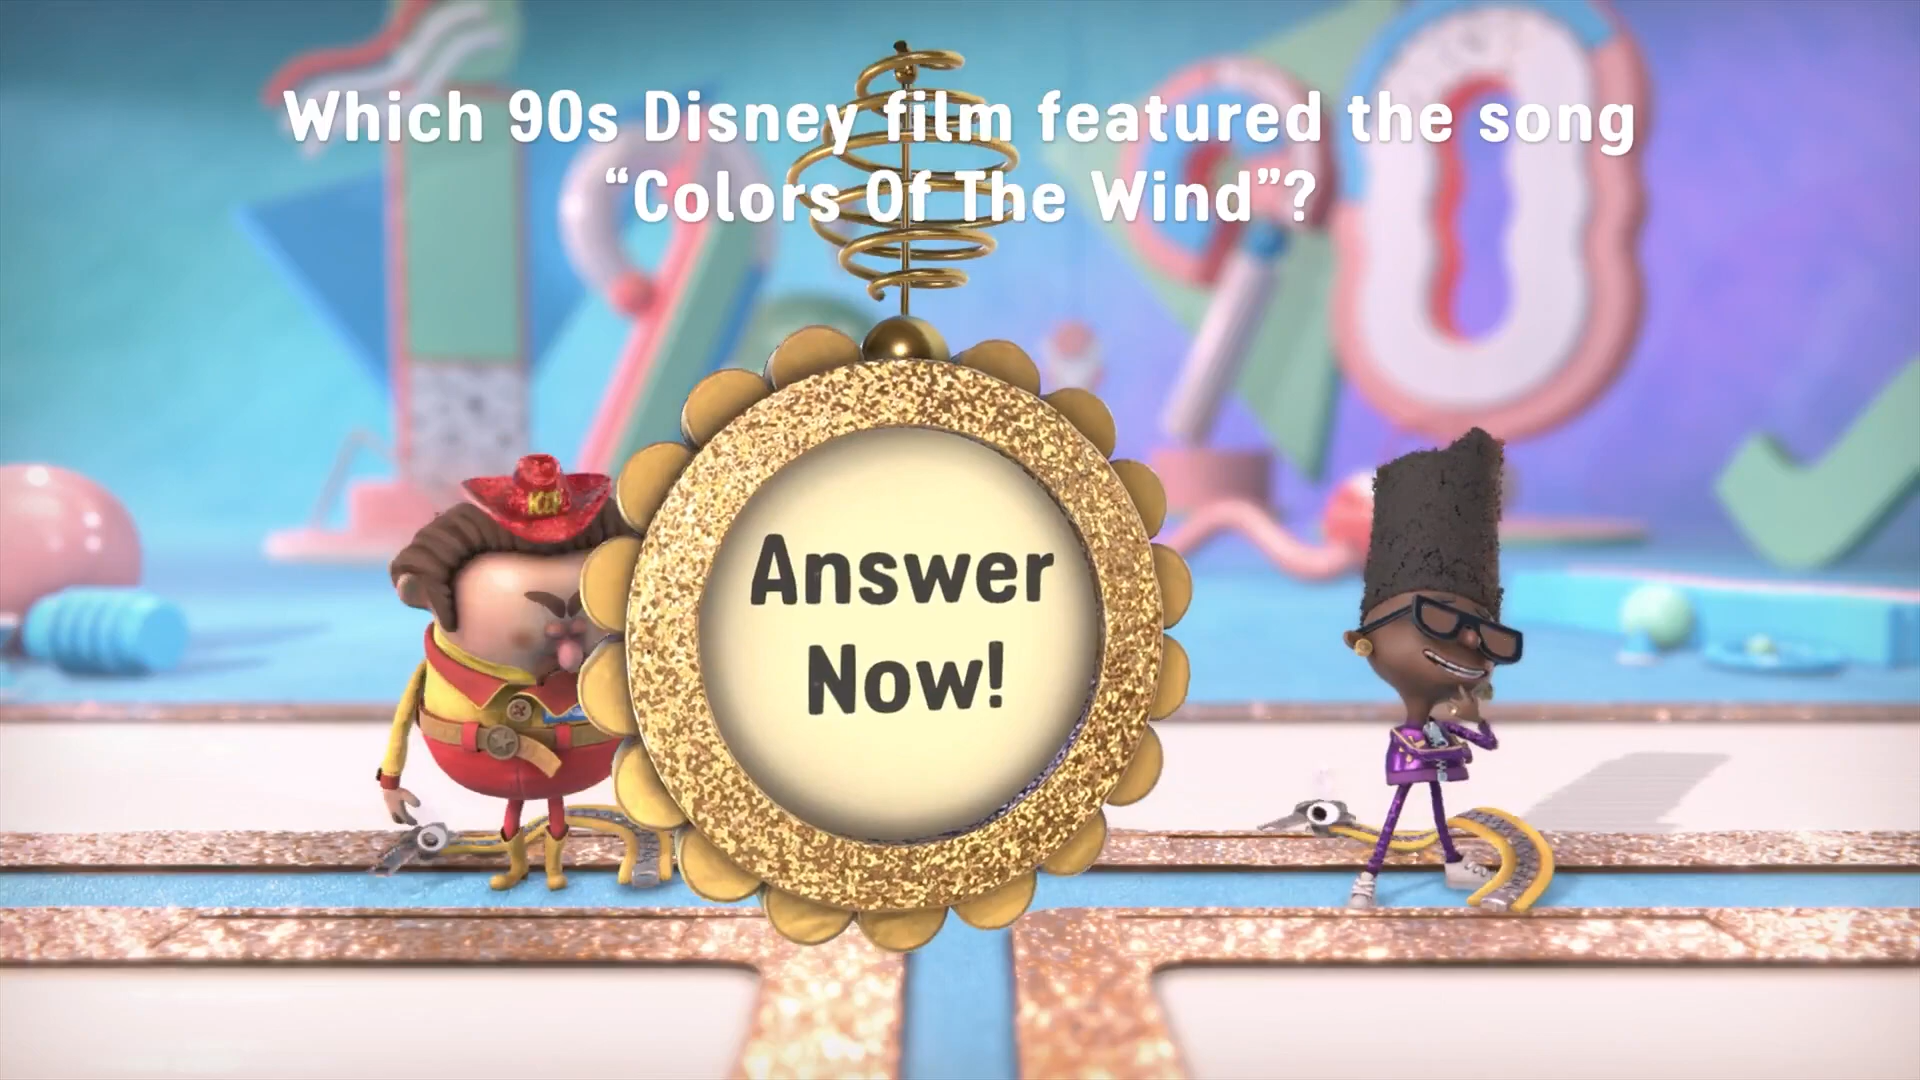 Which 90s Disney film featured the song
“Colors Of The Wind”?
Answer
Now!